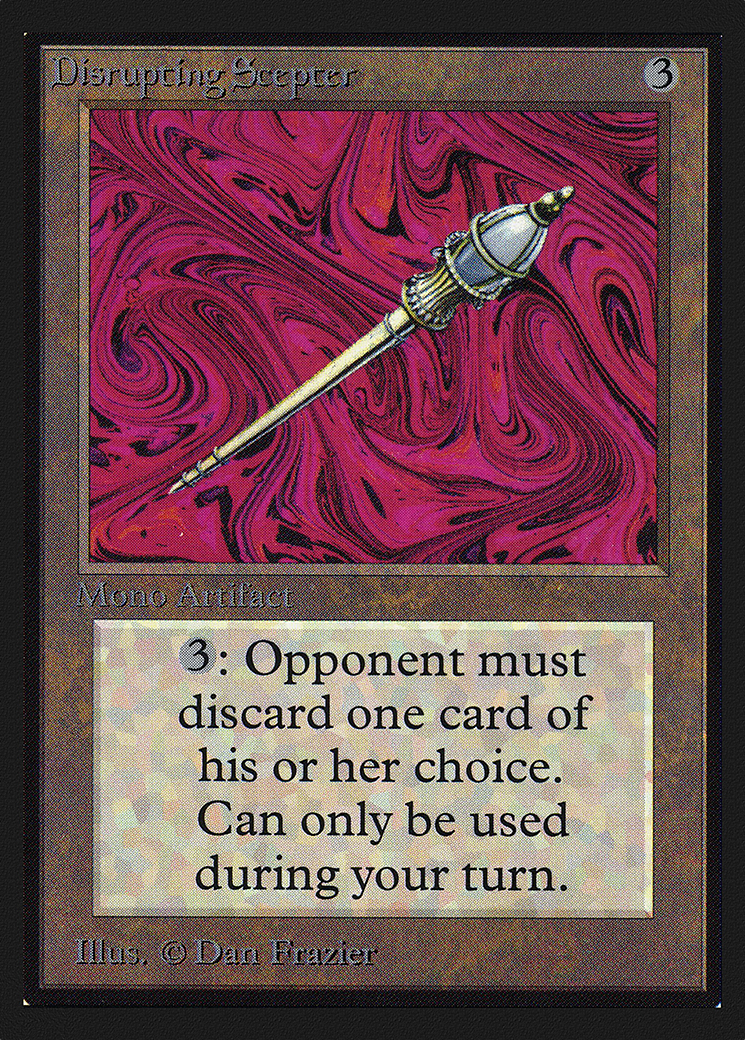 Disrupting Scepter 3
Mono Artifact
3: Opponent must
discard one card of
his or her choice.
Can only be used
during your turn.
Illus. © Dan Frazier